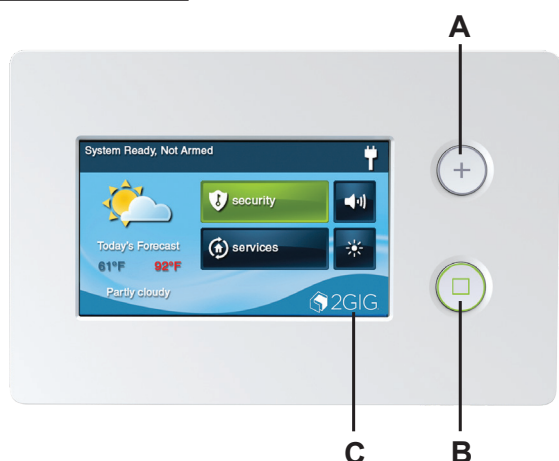 A
System Ready, Not Armed
security
Today's Forecast
services
61°F 92°F
Partly cloudy
2GIG
C
B